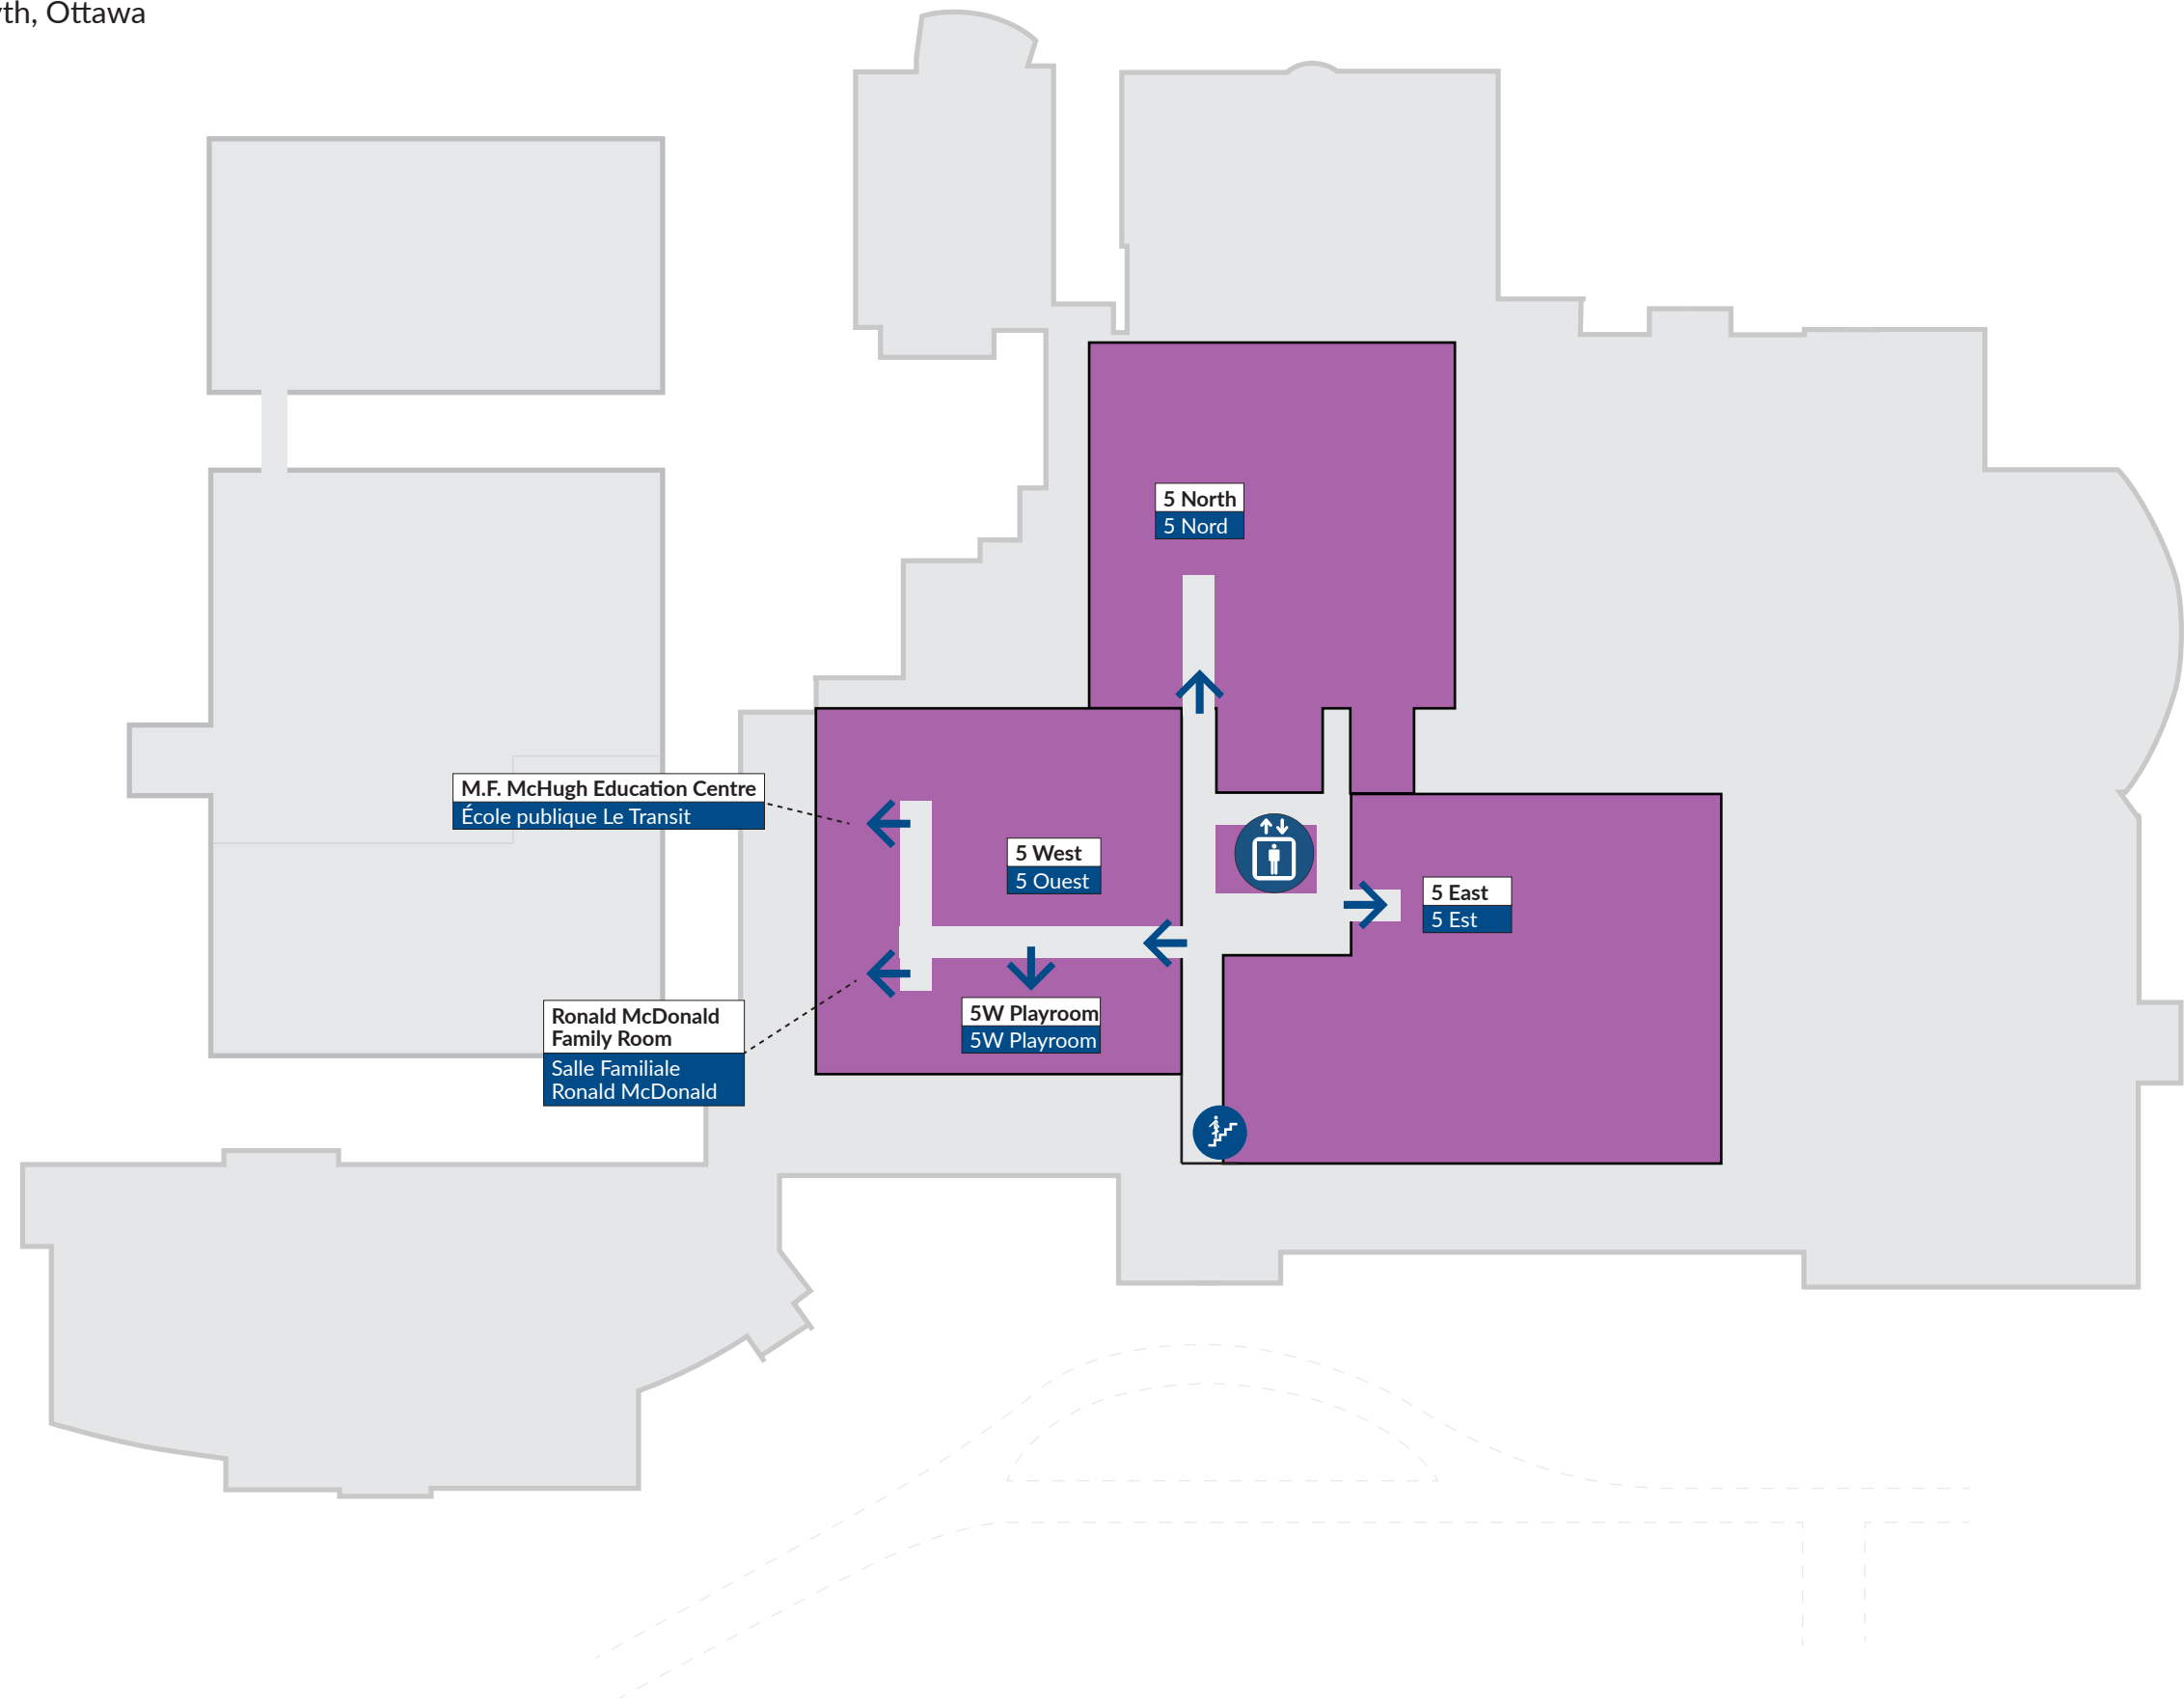 Ottawa
5 North
5 Nord
M.F. McHugh Education Centre
École publique Le Transit
5 West
5 Ouest
5 East
5 Est
Ronald McDonald
Family Room
Salle Familiale
Ronald McDonald
5W Playroom
5W Playroom